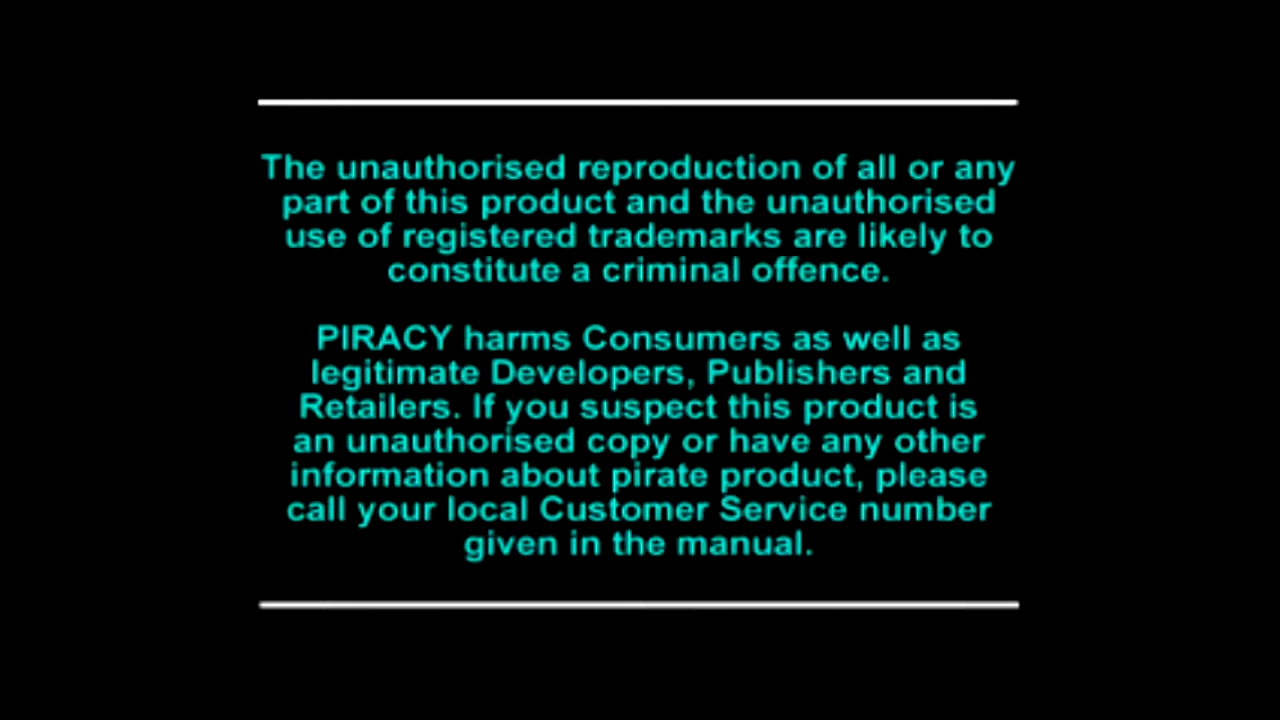 The unauthorised reproduction of all or any
part of this product and the unauthorised
use of registered trademarks are likely to
constitute a criminal offence.
PIRACY harms Consumers as well as
legitimate Developers, Publishers and
Retailers. If you suspect this product is
an unauthorised copy or have any other
information about pirate product, please
call your local Customer Service number
given in the manual.